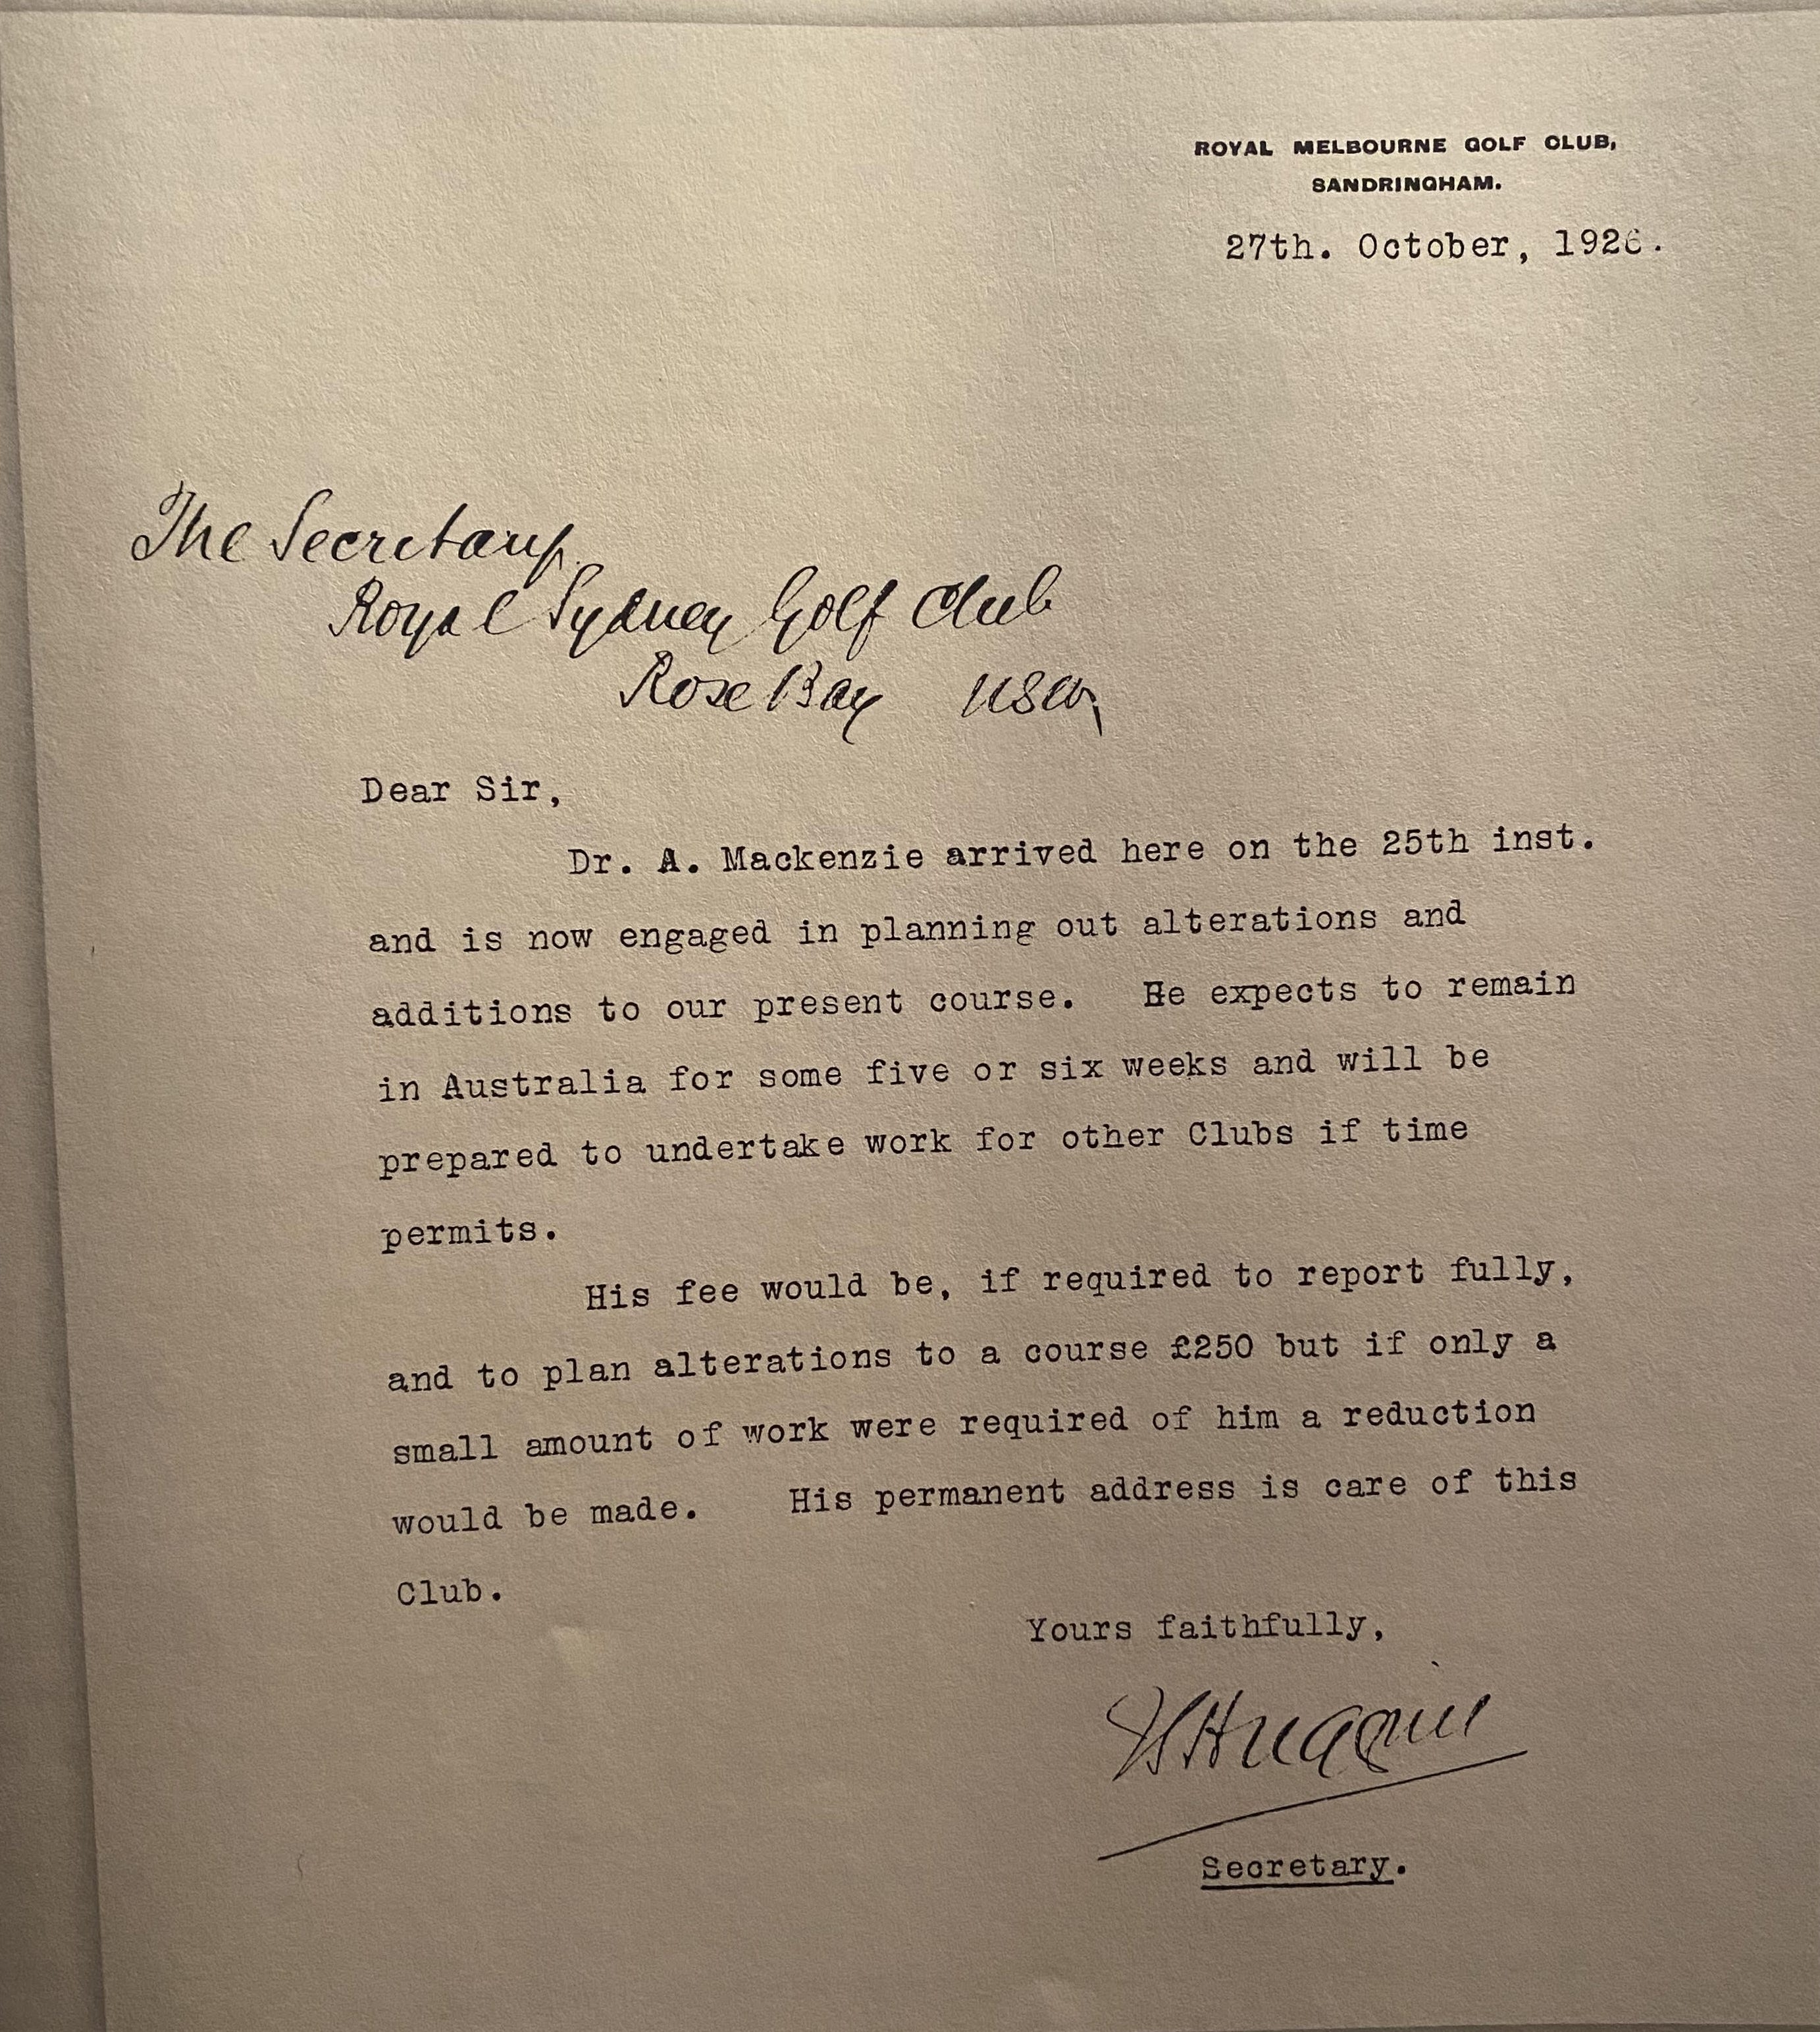 ROYAL MELBOURNE GOLF CLUB,
SANDRINGHAM.
27th. October, 1926.
The Secretary
Royal Sydney Golf Club
Rose Bay NSW
Dear Sir,
Dr. A. Mackenzie arrived here on the 25th inst.
and is now engaged in planning out alterations and
additions to our present course. He expects to remain
in Australia for some five or six weeks and will be
prepared to undertake work for other Clubs if time
permits.
His fee would be, if required to report fully,
and to plan alterations to a course £250 but if only a
small amount of work were required of him a reduction
would be made. His permanent address is care of this
Club.
Yours faithfully,
Secretary.